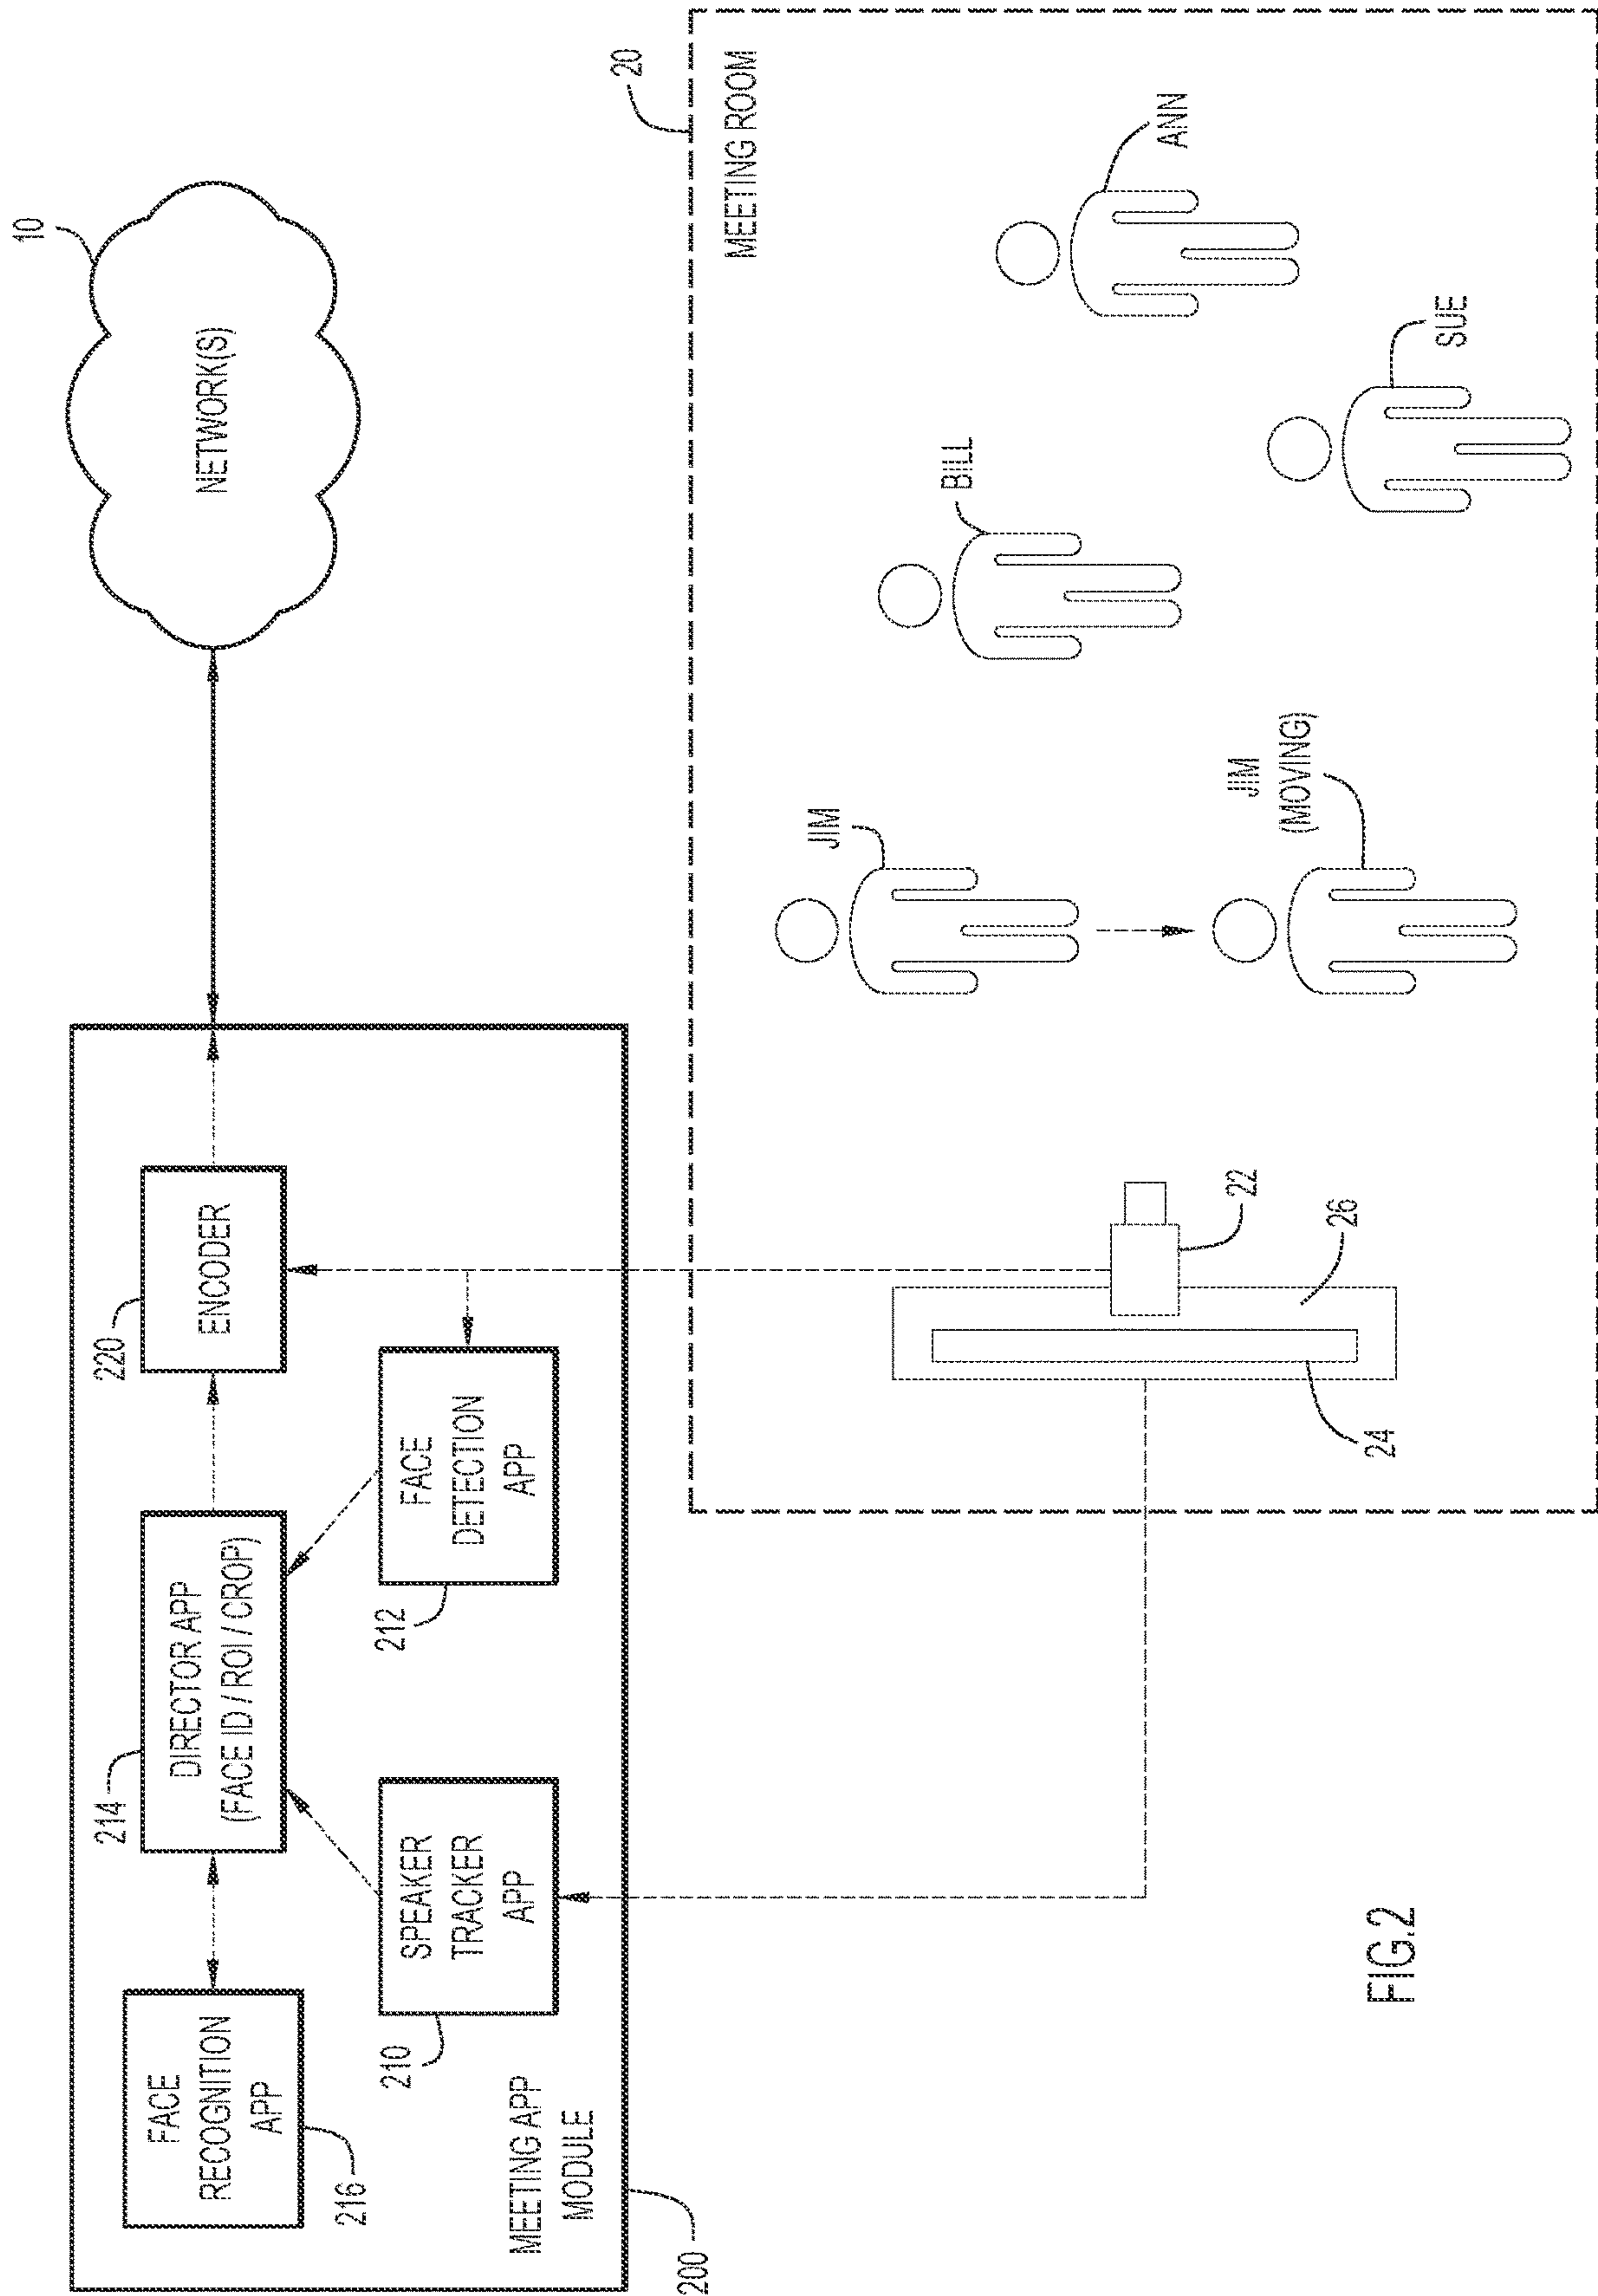 10
NETWORK(S)
220
ENCODER
214
DIRECTOR APP
(FACE ID / ROI / CROP)
FACE
RECOGNITION
APP
216
212
FACE
DETECTION
APP
210
SPEAKER
TRACKER
APP
MEETING APP
MODULE
200
20
MEETING ROOM
JIM
BILL
ANN
JIM
(MOVING)
SUE
22
26
24
FIG.2